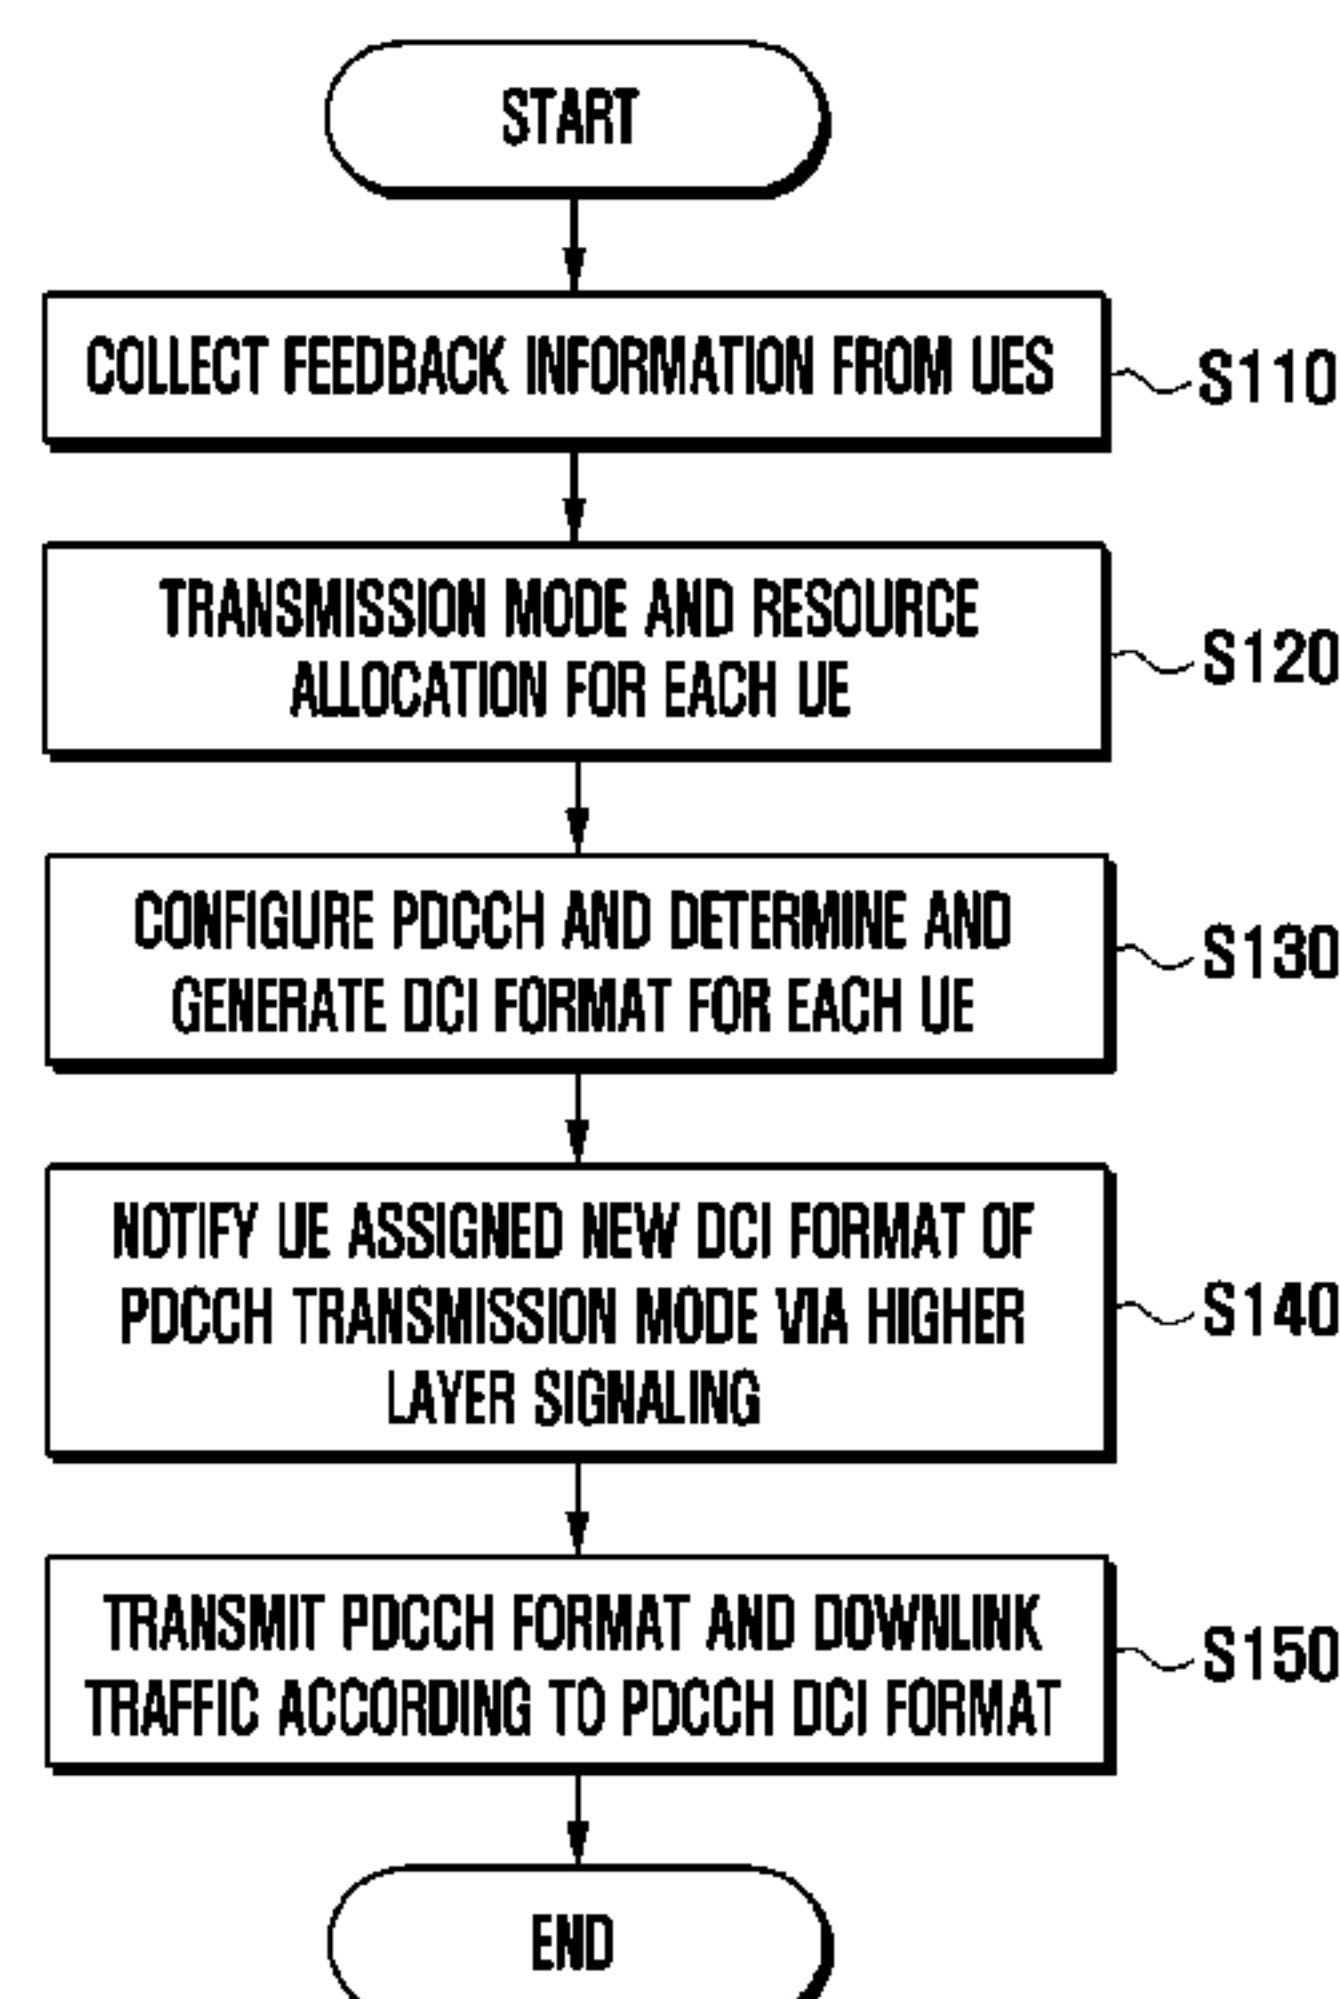 START
COLLECT FEEDBACK INFORMATION FROM UES
S110
TRANSMISSION MODE AND RESOURCE
ALLOCATION FOR EACH UE
S120
CONFIGURE PDCCH AND DETERMINE AND
GENERATE DCI FORMAT FOR EACH UE
S130
NOTIFY UE ASSIGNED NEW DCI FORMAT OF
PDCCH TRANSMISSION MODE VIA HIGHER
LAYER SIGNALING
S140
TRANSMIT PDCCH FORMAT AND DOWNLINK
TRAFFIC ACCORDING TO PDCCH DCI FORMAT
S150
END